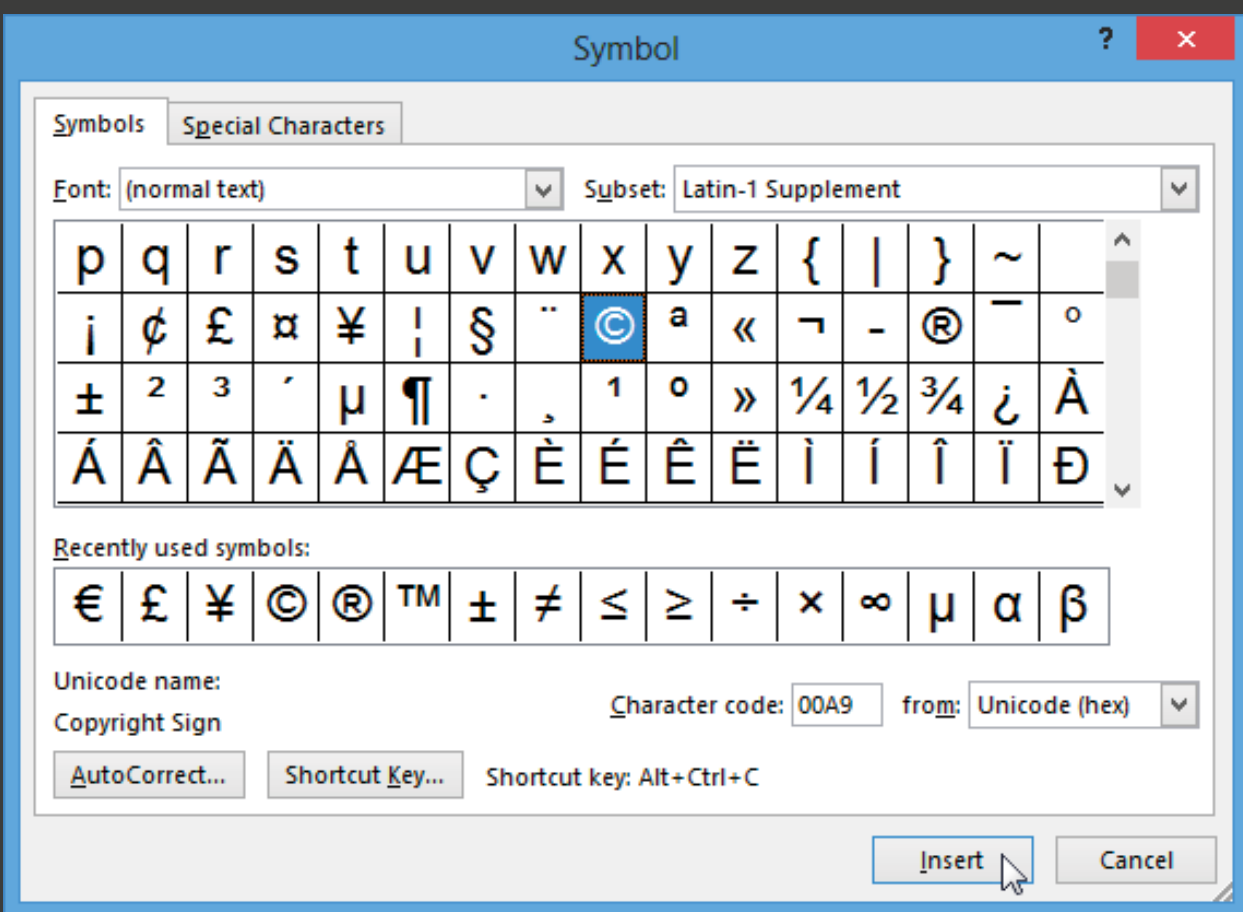 Symbol ?
Symbols Special Characters
Font: (normal text) Subset: Latin-1 Supplement
p q r s t u v w x y z { | } ~
¡ ¢ £ ¤ ¥ ¦ § ¨ © ª « ¬ - ® ¯ °
± ² ³ ´ µ ¶ · ¸ ¹ º » ¼ ½ ¾ ¿ À
Á Â Ã Ä Å Æ Ç È É Ê Ë Ì Í Î Ï Ð
Recently used symbols:
€ £ ¥ © ® ™ ± ≠ ≤ ≥ ÷ × ∞ µ α β
Unicode name:
Copyright Sign
Character code: 00A9 from: Unicode (hex)
AutoCorrect... Shortcut Key... Shortcut key: Alt+Ctrl+C
Insert Cancel